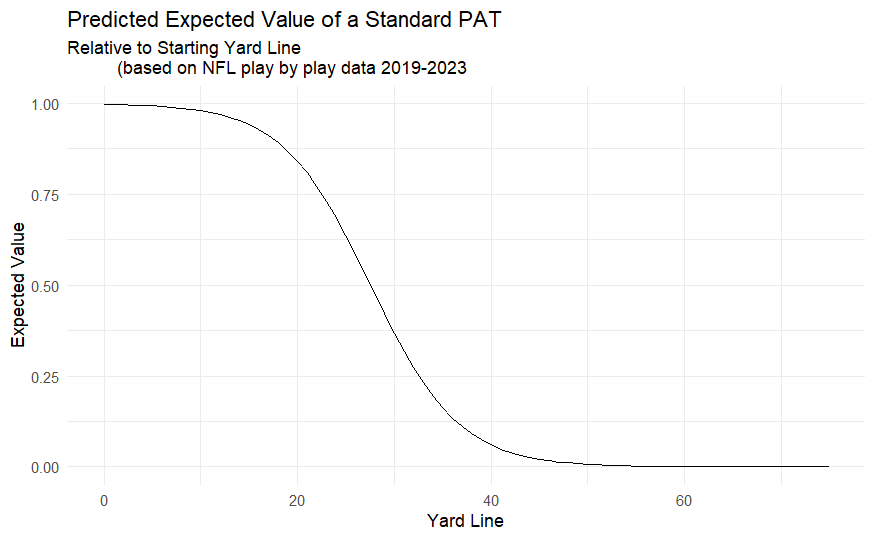 Predicted Expected Value of a Standard PAT
Relative to Starting Yard Line
(based on NFL play by play data 2019-2023
1.00
0.75
0.50
0.25
0.00
Expected Value
0 20 40 60
Yard Line